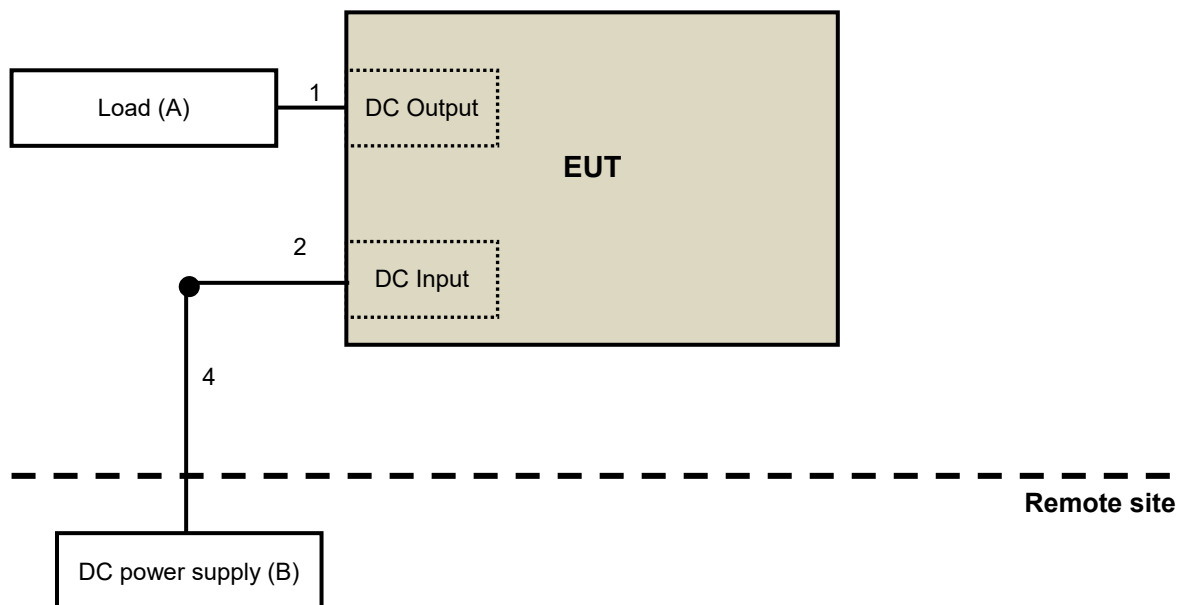 Load (A)
1
DC Output
EUT
2
DC Input
4
Remote site
DC power supply (B)